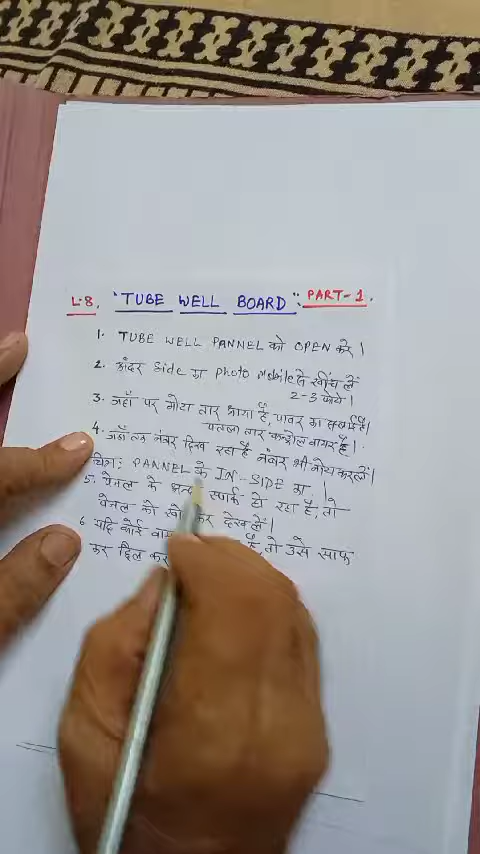 L-8. "TUBE WELL BOARD": PART-1.
1. TUBE WELL PANNEL को OPEN करें।
2. अंदर Side का Photo Mobile से खींच लें
2-3 फोटो।
3. जहाँ पर मोटा तार आया है, पावर का सप्लाई है।
पतला तार कन्ट्रोल वायर है।
4. जहाँ तक नंबर दिख रहा है नंबर भी नोट करलें।
चित्र: PANNEL के IN-SIDE का।
5. पेनल के अन्दर स्पार्क हो रहा है, तो
पेनल को खोलकर देख लें।
6. यदि कोई है, तो उसे साफ
कर